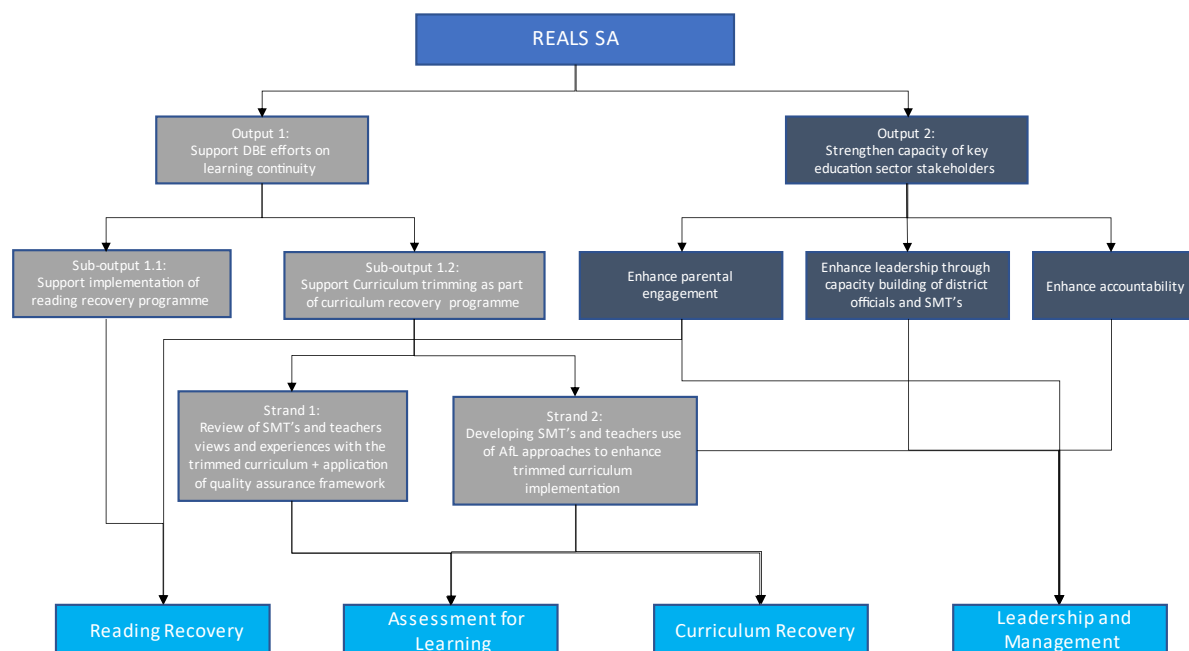 REALS SA
Output 1:
Support DBE efforts on
learning continuity
Output 2:
Strengthen capacity of key
education sector stakeholders
Sub-output 1.1:
Support implementation of
reading recovery programme
Sub-output 1.2:
Support Curriculum trimming as part
of curriculum recovery programme
Enhance parental
engagement
Enhance leadership through
capacity building of district
officials and SMT's
Enhance accountability
Strand 1:
Review of SMT's and teachers
views and experiences with the
trimmed curriculum + application
of quality assurance framework
Strand 2:
Developing SMT's and teachers use
of AfL approaches to enhance
trimmed curriculum
implementation
Reading Recovery
Assessment for
Learning
Curriculum Recovery
Leadership and
Management